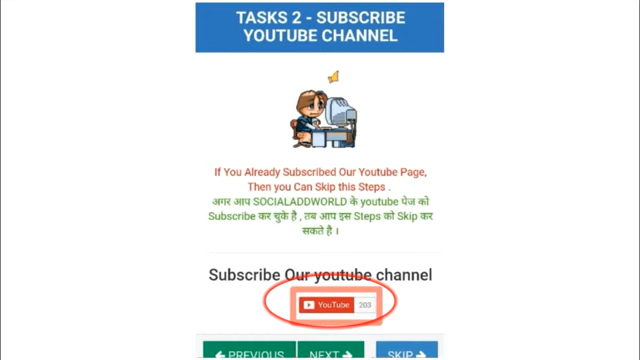 TASKS 2 - SUBSCRIBE
YOUTUBE CHANNEL
If You Already Subscribed Our Youtube Page,
Then you Can Skip this Steps .
अगर आप SOCIALADDWORLD के youtube पेज को
Subscribe कर चुके है , तब आप इस Steps को Skip कर
सकते है ।
Subscribe Our youtube channel
YouTube 203
← PREVIOUS NEXT → SKIP →